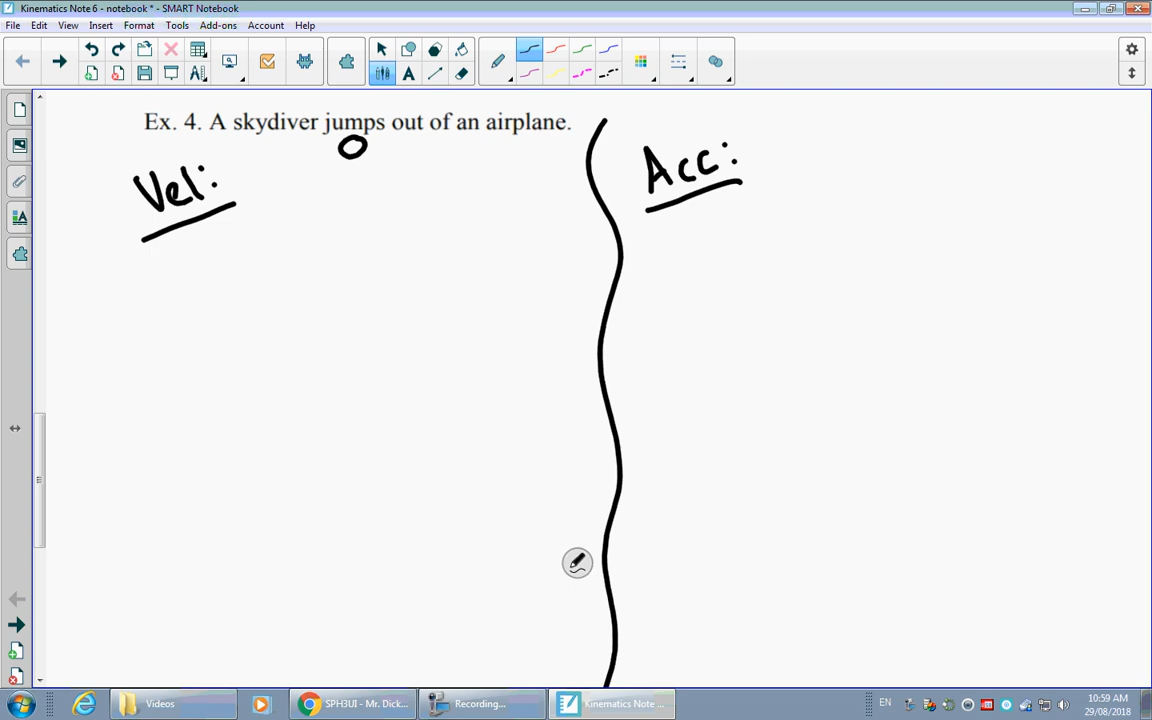 Kinematics Note 6 - notebook * - SMART Notebook
File Edit View Insert Format Tools Add-ons Account Help
Ex. 4. A skydiver jumps out of an airplane.
Vel:
Acc:
Videos
SPH3UI - Mr. Dick...
Recording...
Kinematics Note ...
EN
10:59 AM
29/08/2018